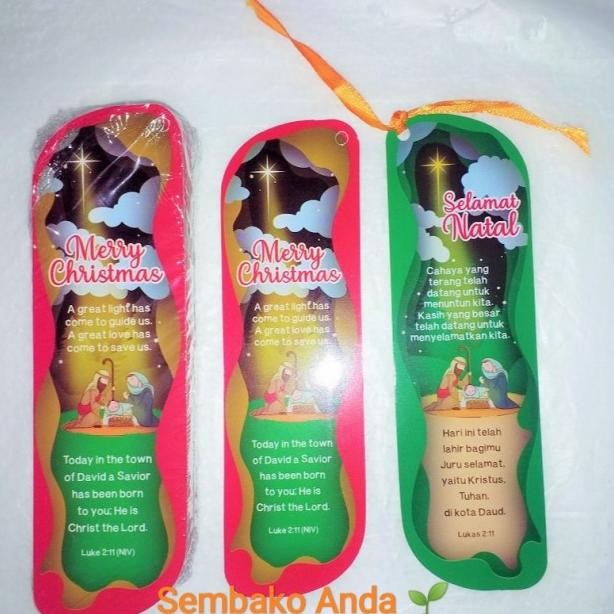 Merry
Christmas
A great light has
come to guide us.
A great love has
come to save us.
Today in the town
of David a Savior
has been born
to you; He is
Christ the Lord.
Luke 2:11 (NIV)
Merry
Christmas
A great light has
come to guide us.
A great love has
come to save us.
Today in the town
of David a Savior
has been born
to you; He is
Christ the Lord.
Luke 2:11 (NIV)
Selamat
Natal
Cahaya yang
terang telah
datang untuk
menuntun kita.
Kasih yang besar
telah datang untuk
menyelamatkan kita.
Hari ini telah
lahir bagimu
Juru selamat,
yaitu Kristus,
Tuhan,
di kota Daud.
Lukas 2:11
Sembako Anda